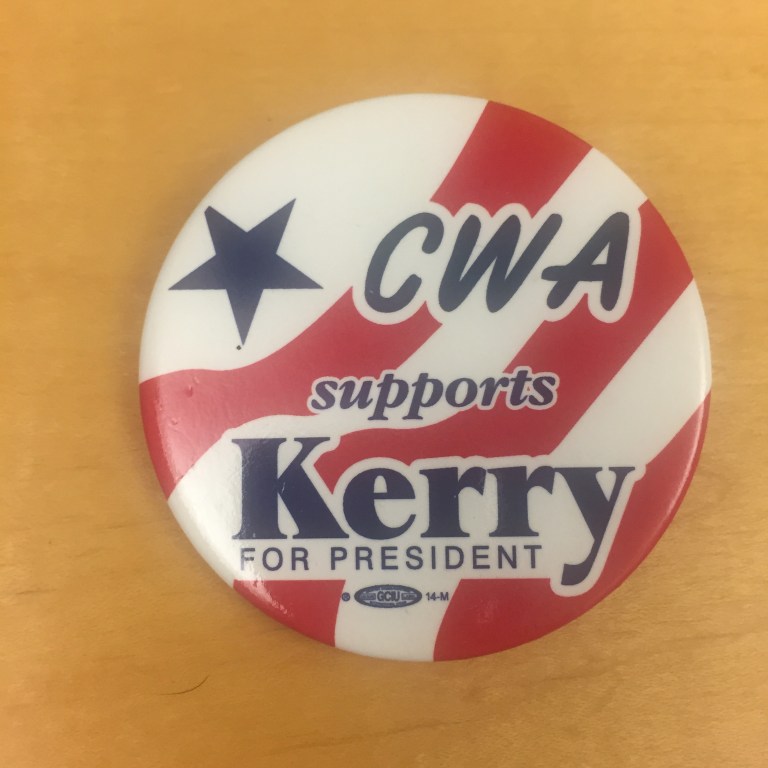 CWA
supports
Kerry
FOR PRESIDENT
® GCIU 14-M